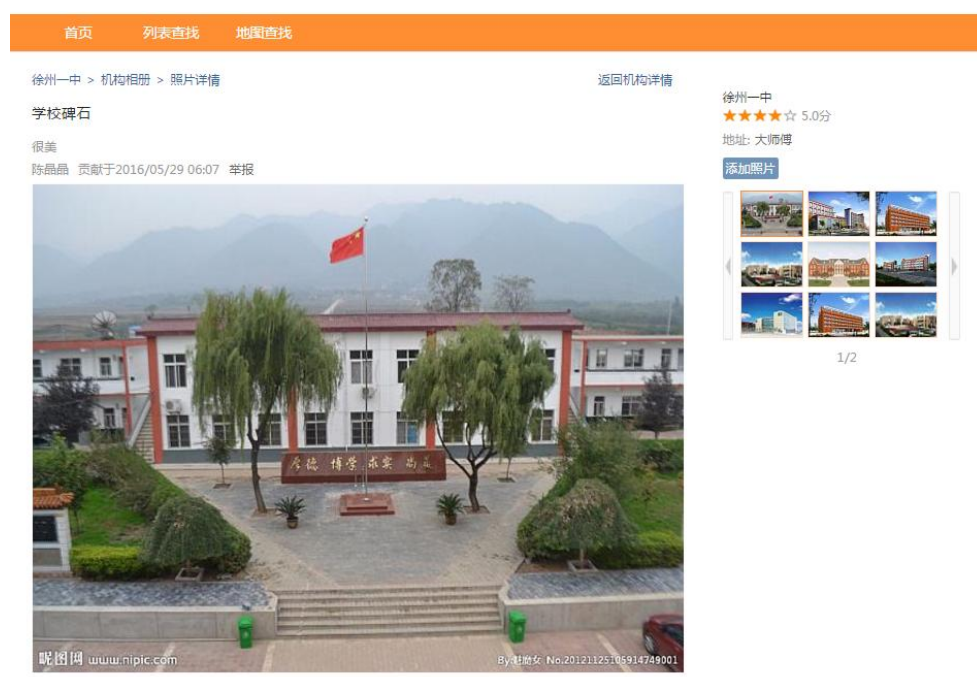 首页 列表查找 地图查找
徐州一中 > 机构相册 > 照片详情 返回机构详情
学校碑石
很美
陈晶晶 贡献于2016/05/29 06:07 举报
厚德 博学 求实 尚美
昵图网 www.nipic.com
No.20121125105914749001
徐州一中
★★★★☆ 5.0分
地址: 大师傅
添加照片
1/2